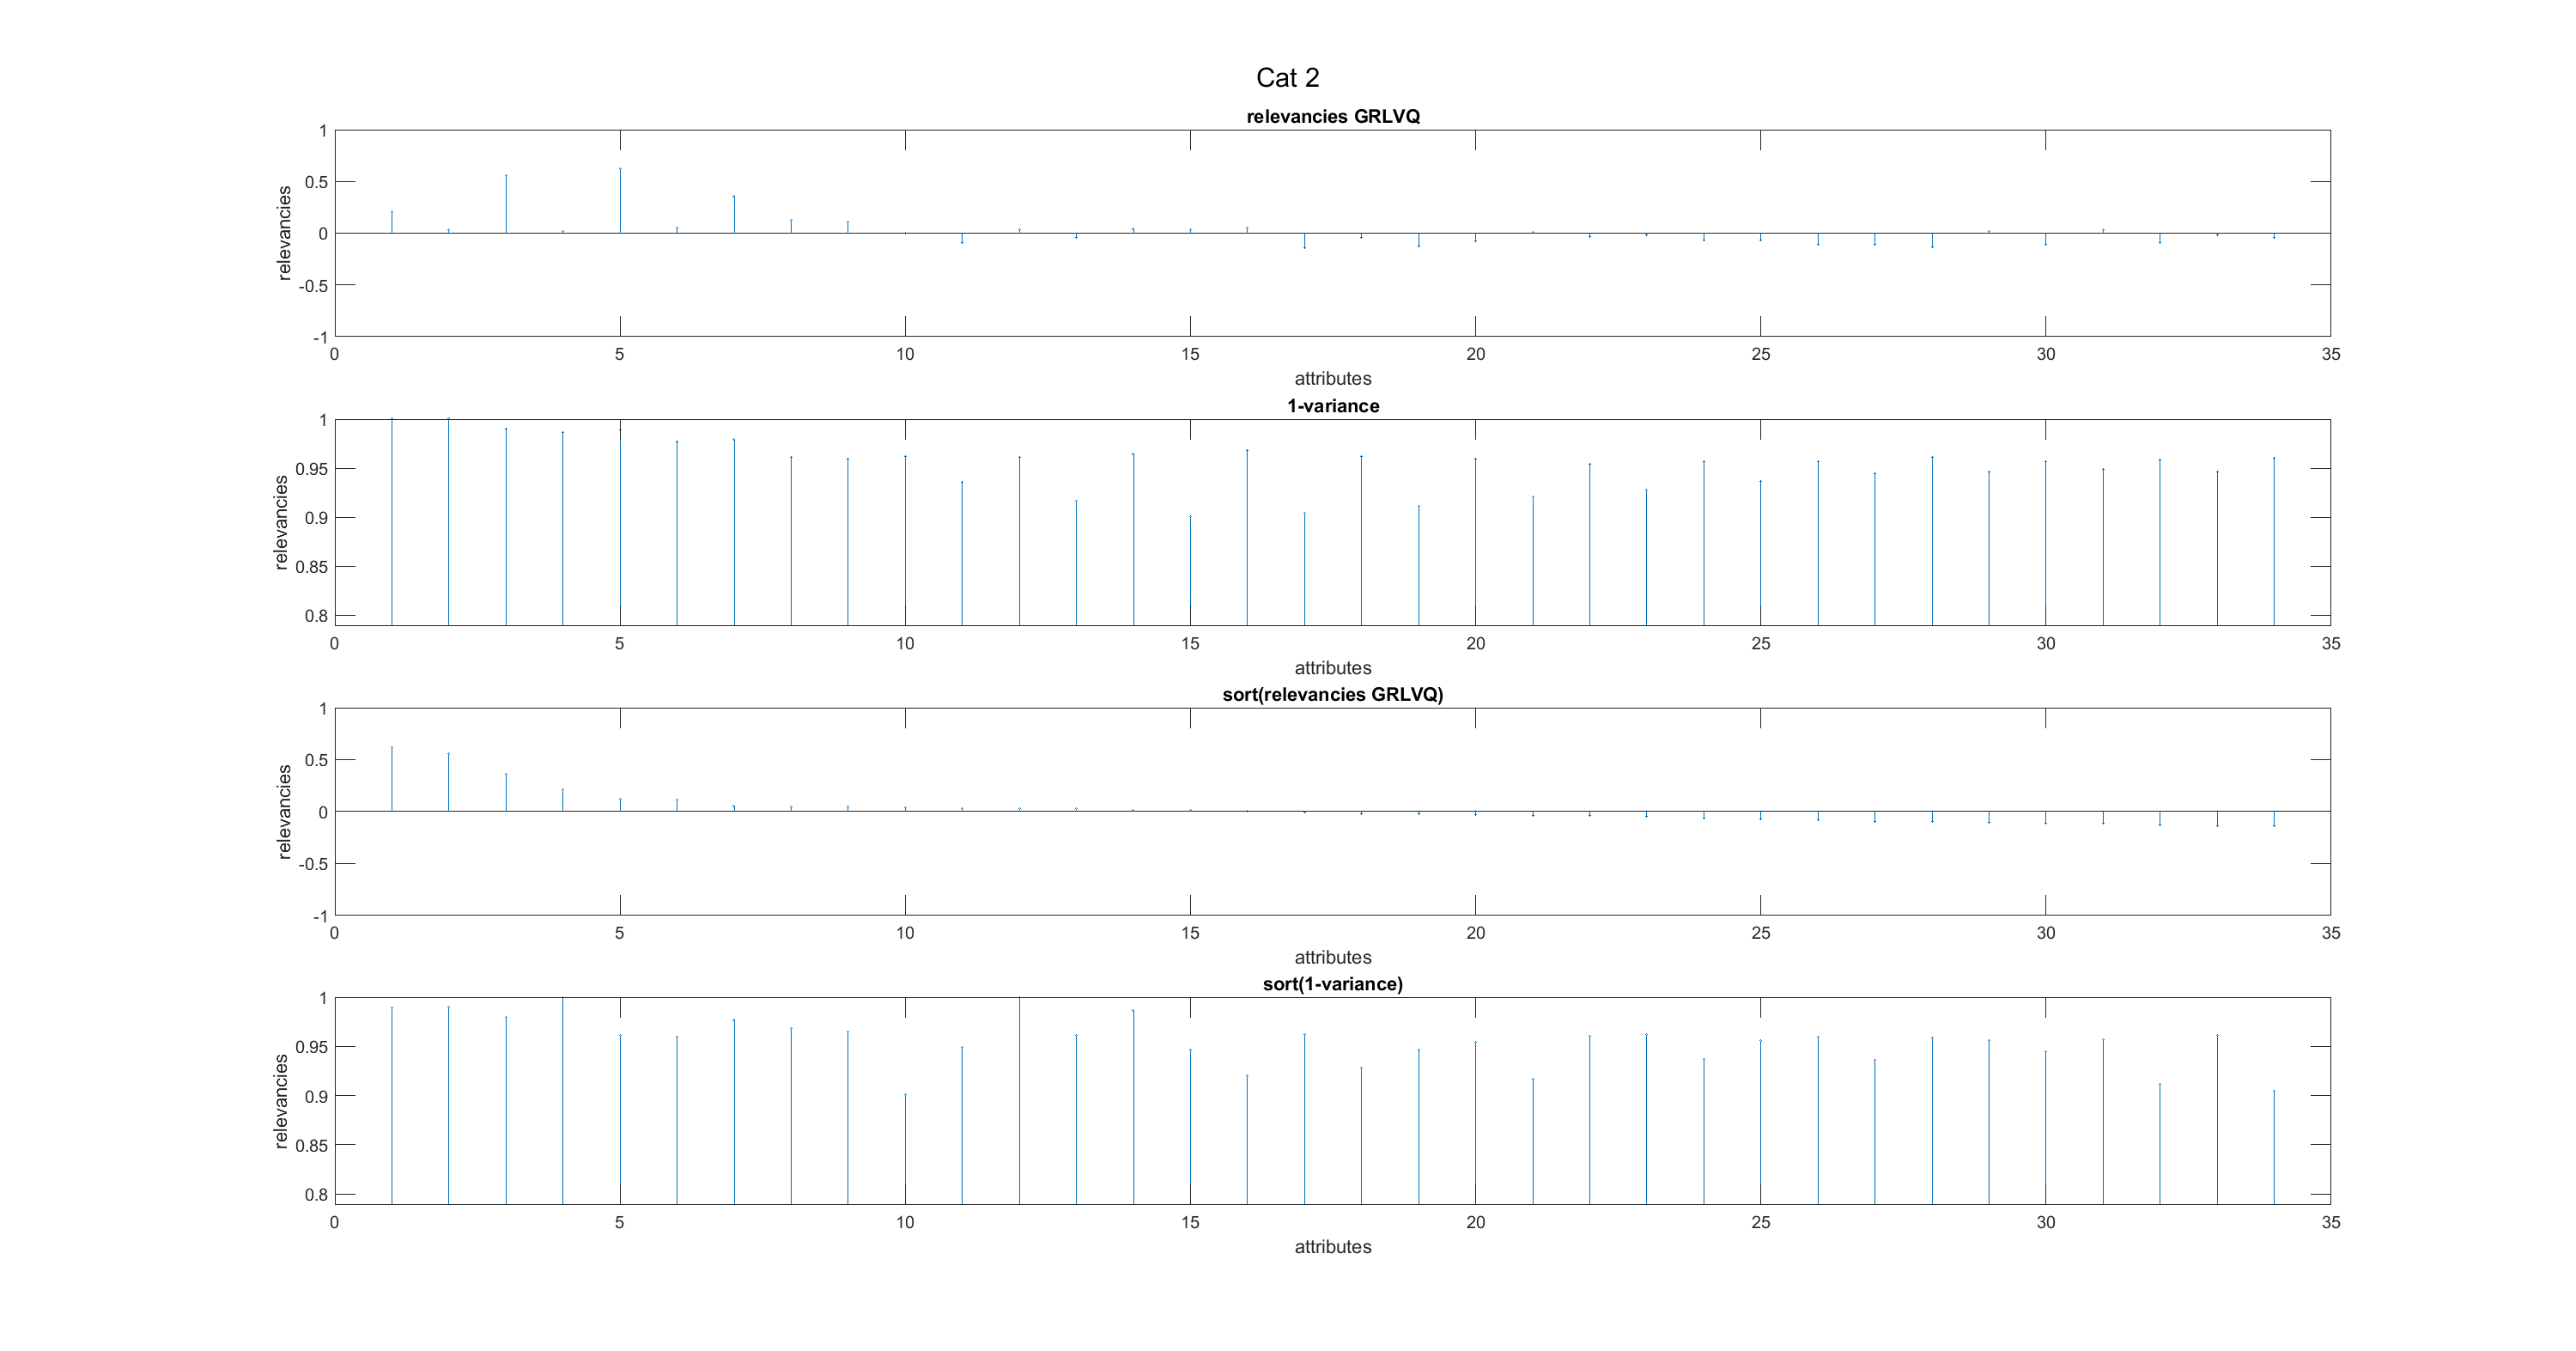 Cat 2
relevancies GRLVQ
relevancies
1
0.5
0
-0.5
-1
0 5 10 15 20 25 30 35
attributes
1-variance
relevancies
1
0.95
0.9
0.85
0.8
0 5 10 15 20 25 30 35
attributes
sort(relevancies GRLVQ)
relevancies
1
0.5
0
-0.5
-1
0 5 10 15 20 25 30 35
attributes
sort(1-variance)
relevancies
1
0.95
0.9
0.85
0.8
0 5 10 15 20 25 30 35
attributes